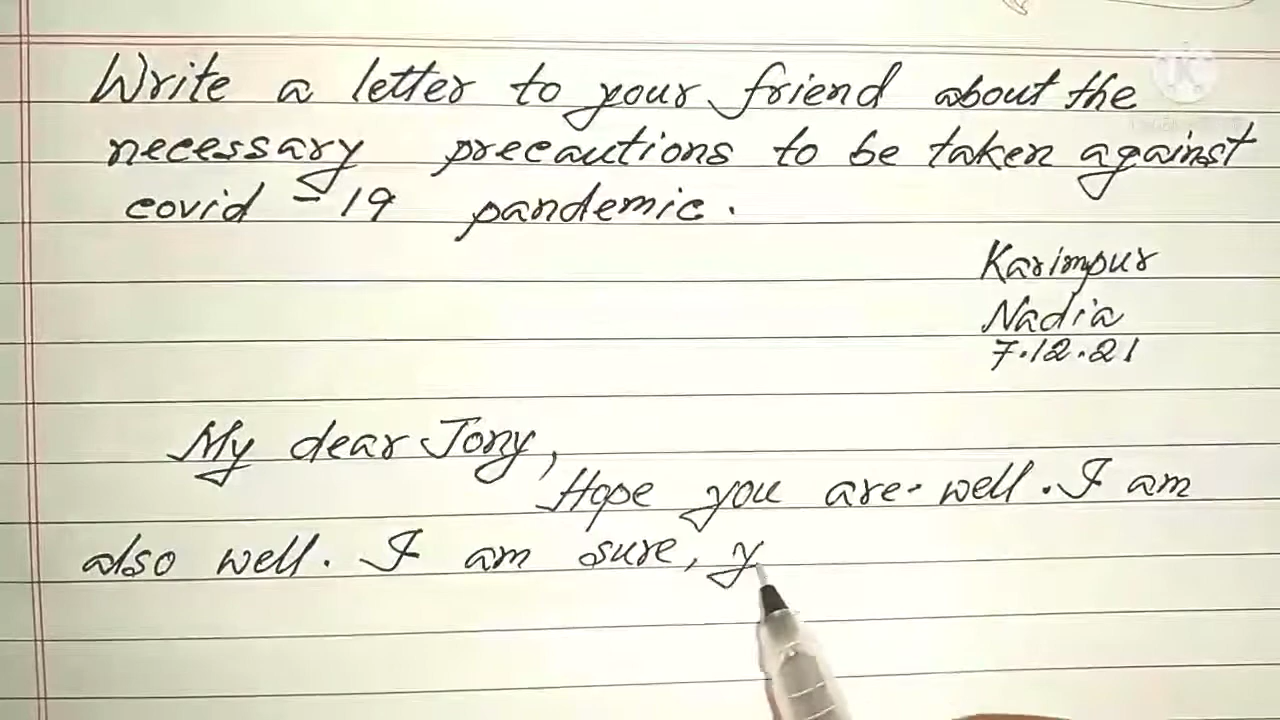 Write a letter to your friend about the
necessary precautions to be taken against
covid - 19 pandemic.
Karimpur
Nadia
7.12.21
My dear Jony,
Hope you are well. I am
also well. I am sure, y